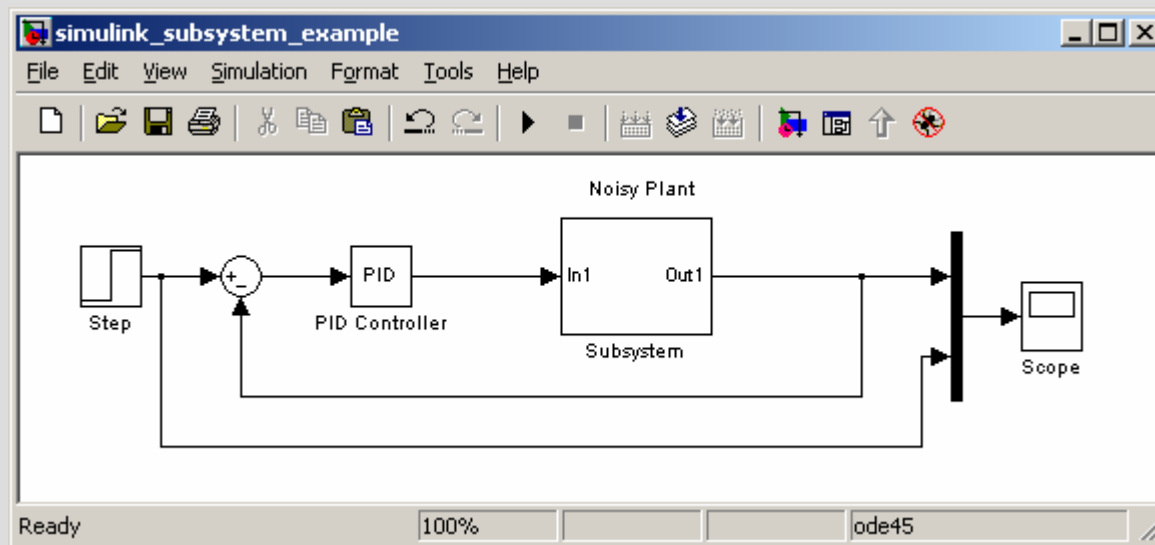 simulink_subsystem_example
File Edit View Simulation Format Tools Help
Noisy Plant
+
-
PID
In1 Out1
Step
PID Controller
Subsystem
Scope
Ready 100% ode45